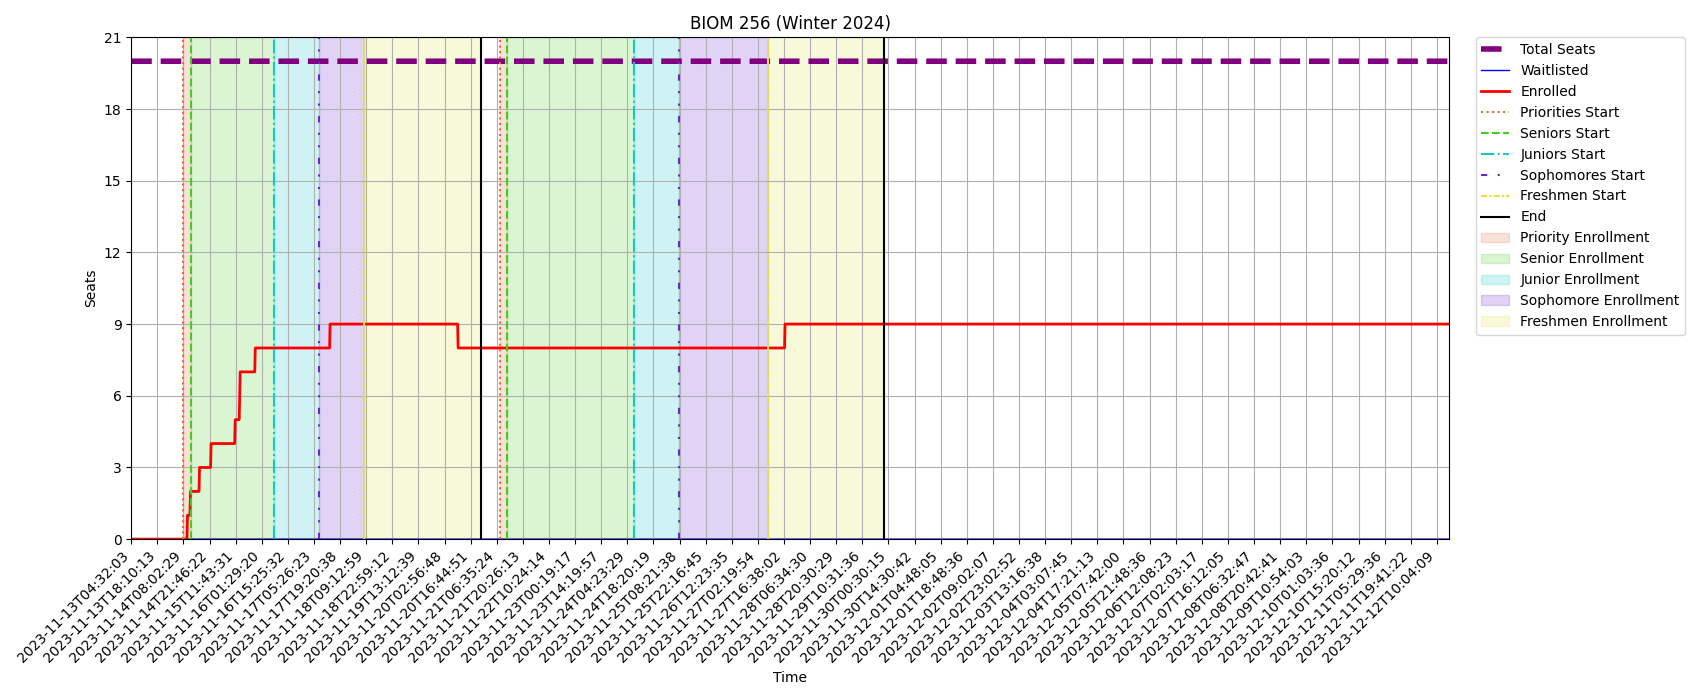 BIOM 256 (Winter 2024)
21
18
15
12
9
6
3
0
Seats
2023-11-13T04:32:03
2023-11-13T18:10:13
2023-11-14T08:02:29
2023-11-14T21:46:22
2023-11-15T11:43:31
2023-11-16T01:29:20
2023-11-16T15:25:32
2023-11-17T05:26:23
2023-11-17T19:20:38
2023-11-18T09:12:59
2023-11-18T22:59:12
2023-11-19T13:12:39
2023-11-20T02:56:48
2023-11-20T16:44:51
2023-11-21T06:35:24
2023-11-21T20:26:13
2023-11-22T10:24:14
2023-11-23T00:19:17
2023-11-23T14:19:57
2023-11-24T04:23:29
2023-11-24T18:20:19
2023-11-25T08:21:38
2023-11-25T22:16:45
2023-11-26T12:23:35
2023-11-27T02:19:54
2023-11-27T16:38:02
2023-11-28T06:34:30
2023-11-28T20:30:29
2023-11-29T10:31:36
2023-11-30T00:30:15
2023-11-30T14:30:42
2023-12-01T04:48:05
2023-12-01T18:48:36
2023-12-02T09:02:07
2023-12-02T23:02:52
2023-12-03T13:16:38
2023-12-04T03:07:45
2023-12-04T17:21:13
2023-12-05T07:42:00
2023-12-05T21:48:36
2023-12-06T12:08:23
2023-12-07T02:03:17
2023-12-07T16:12:05
2023-12-08T06:32:47
2023-12-08T20:42:41
2023-12-09T10:54:03
2023-12-10T01:03:36
2023-12-10T15:20:12
2023-12-11T05:29:36
2023-12-11T19:41:22
2023-12-12T10:04:09
Time
Total Seats
Waitlisted
Enrolled
Priorities Start
Seniors Start
Juniors Start
Sophomores Start
Freshmen Start
End
Priority Enrollment
Senior Enrollment
Junior Enrollment
Sophomore Enrollment
Freshmen Enrollment